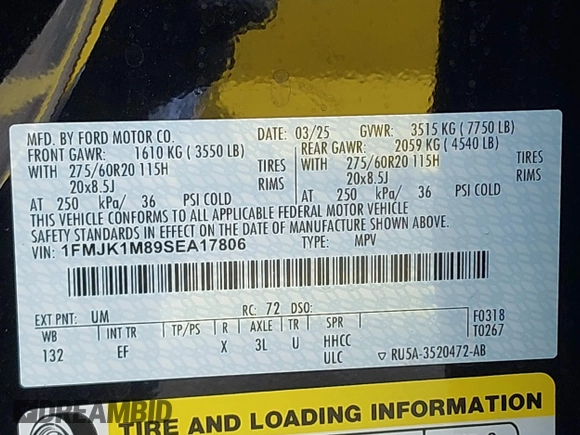 MFD. BY FORD MOTOR CO. DATE: 03/25 GVWR: 3515 KG ( 7750 LB)
FRONT GAWR: 1610 KG ( 3550 LB) REAR GAWR: 2059 KG ( 4540 LB)
WITH 275/60R20 115H TIRES WITH 275/60R20 115H TIRES
20x8.5J RIMS 20x8.5J RIMS
AT 250 kPa/ 36 PSI COLD AT 250 kPa/ 36 PSI COLD
THIS VEHICLE CONFORMS TO ALL APPLICABLE FEDERAL MOTOR VEHICLE
SAFETY STANDARDS IN EFFECT ON THE DATE OF MANUFACTURE SHOWN ABOVE.
VIN: 1FMJK1M89SEA17806 TYPE: MPV
EXT PNT: UM RC: 72 DSO: F0318
WB INT TR TP/PS R AXLE TR SPR T0267
132 EF X 3L U HHCC
ULC ▽ RU5A-3520472-AB
TIRE AND LOADING INFORMATION
DREAMBID